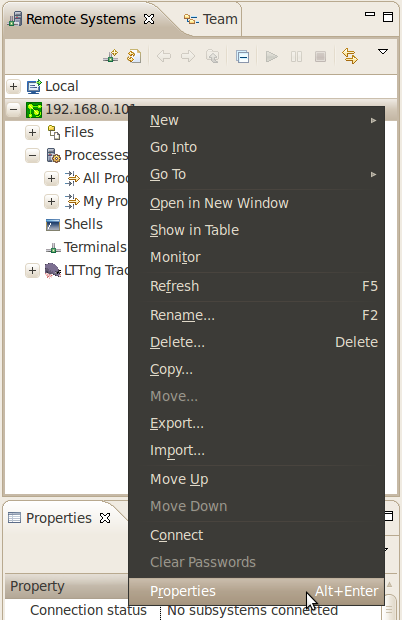 Remote Systems Team
Local
192.168.0.101
Files
Processes
All Pro
My Pro
Shells
Terminals
LTTng Tra
New
Go Into
Go To
Open in New Window
Show in Table
Monitor
Refresh F5
Rename... F2
Delete... Delete
Copy...
Move...
Export...
Import...
Move Up
Move Down
Connect
Clear Passwords
Properties Alt+Enter
Properties
Property
Connection status No subsystems connected